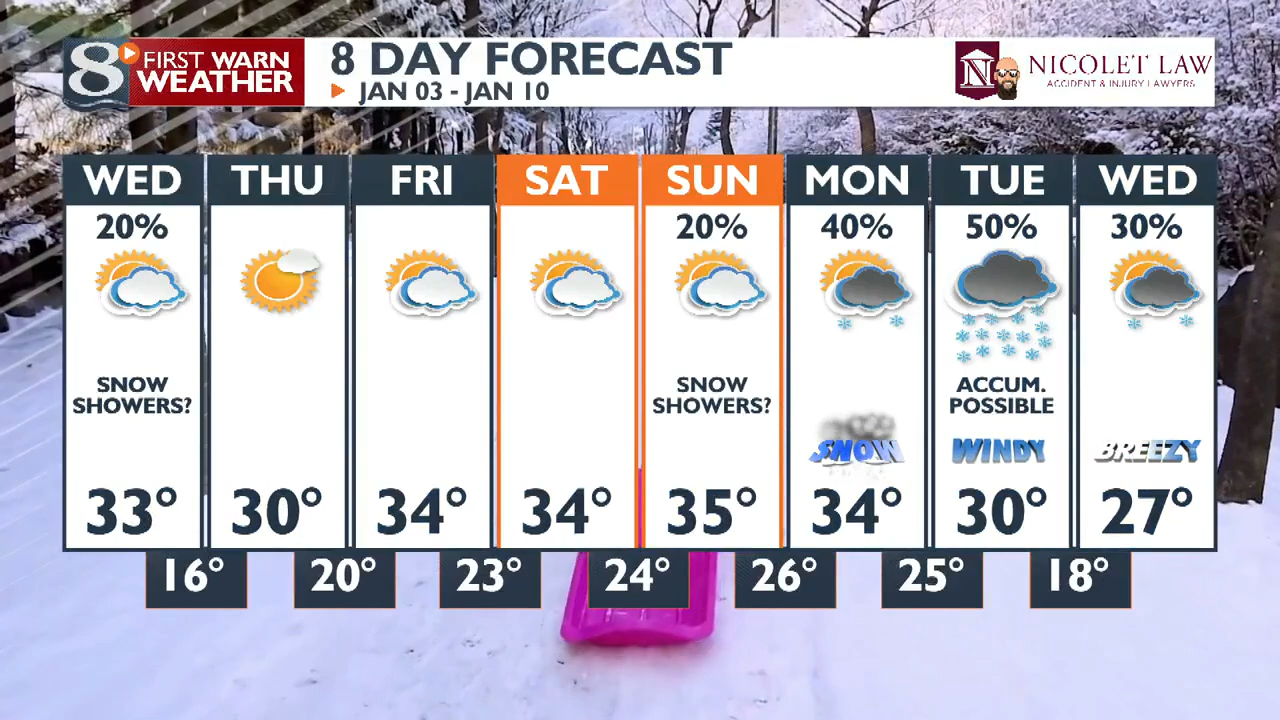 8 FIRST WARN
WEATHER
8 DAY FORECAST
JAN 03 - JAN 10
N NICOLET LAW
ACCIDENT & INJURY LAWYERS
WED THU FRI SAT SUN MON TUE WED
20% 20% 40% 50% 30%
SNOW SHOWERS?
SNOW SHOWERS?
ACCUM. POSSIBLE
SNOW WINDY BREEZY
33° 30° 34° 34° 35° 34° 30° 27°
16° 20° 23° 24° 26° 25° 18°